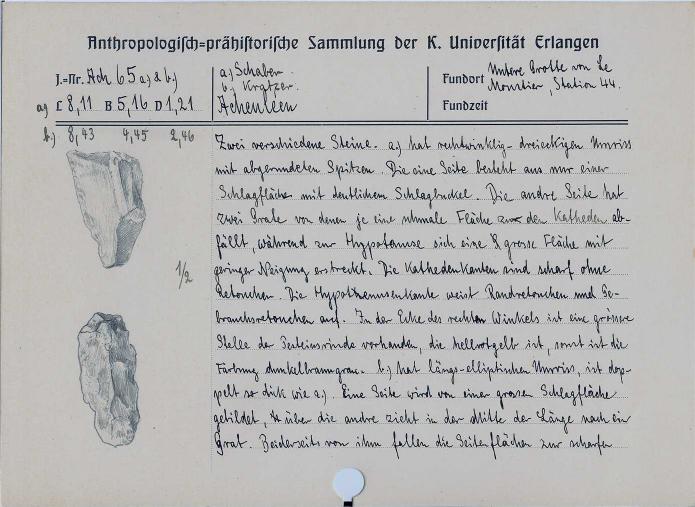 Anthropologisch=prähistorische Sammlung der K. Universität Erlangen
J.=Nr. Ach 65 a) & b)
a) Schaber
b) Kratzer.
Acheuléen
Fundort Untere Grotte von Le
Moustier, Station 44.
Fundzeit
a) L 8,11 B 5,16 D 1,21
b) 8,43 4,45 2,46
1/2
Zwei verschiedene Steine. a) hat rechtwinklig-dreieckigen Umriss
mit abgerundeten Spitzen. Die eine Seite besteht aus nur einer
Schlagfläche mit deutlichem Schlagbuckel. Die andre Seite hat
zwei Grate von denen je eine schmale Fläche den Katheden ab-
fällt, während zur Hypotenuse sich eine grosse Fläche mit
geringer Neigung erstreckt. Die Kathedenkanten sind scharf ohne
Retouchen. Die Hypothenusenkante weist Randretouchen und Ge-
brauchsretouchen auf. In der Ecke des rechten Winkels ist eine grössere
Stelle der vorhanden, die hellrotgelb ist, sonst ist die
Färbung dunkelbraungrau. b) hat längs-elliptischen Umriss, ist dop-
pelt so dick wie a). Eine Seite wird von einer grossen Schlagfläche
gebildet, über die andre zieht in der Mitte der Länge nach ein
Grat. Beiderseits von ihm fallen die Seitenflächen zur scharfen